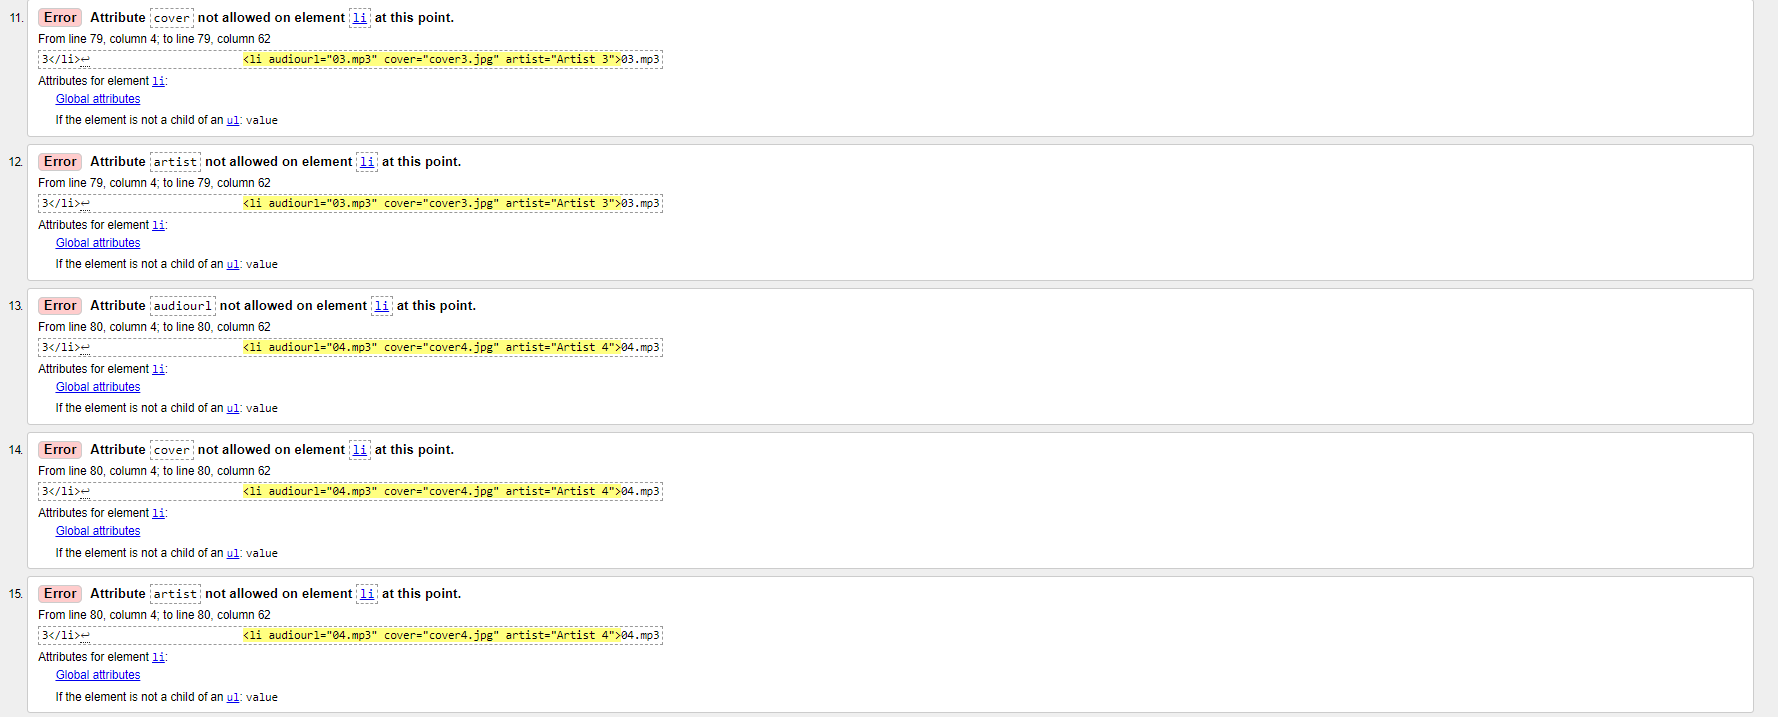 11. Error Attribute cover not allowed on element li at this point.
From line 79, column 4; to line 79, column 62
3</li>↩ <li audiourl="03.mp3" cover="cover3.jpg" artist="Artist 3">03.mp3
Attributes for element li:
Global attributes
If the element is not a child of an ul: value
12. Error Attribute artist not allowed on element li at this point.
From line 79, column 4; to line 79, column 62
3</li>↩ <li audiourl="03.mp3" cover="cover3.jpg" artist="Artist 3">03.mp3
Attributes for element li:
Global attributes
If the element is not a child of an ul: value
13. Error Attribute audiourl not allowed on element li at this point.
From line 80, column 4; to line 80, column 62
3</li>↩ <li audiourl="04.mp3" cover="cover4.jpg" artist="Artist 4">04.mp3
Attributes for element li:
Global attributes
If the element is not a child of an ul: value
14. Error Attribute cover not allowed on element li at this point.
From line 80, column 4; to line 80, column 62
3</li>↩ <li audiourl="04.mp3" cover="cover4.jpg" artist="Artist 4">04.mp3
Attributes for element li:
Global attributes
If the element is not a child of an ul: value
15. Error Attribute artist not allowed on element li at this point.
From line 80, column 4; to line 80, column 62
3</li>↩ <li audiourl="04.mp3" cover="cover4.jpg" artist="Artist 4">04.mp3
Attributes for element li:
Global attributes
If the element is not a child of an ul: value